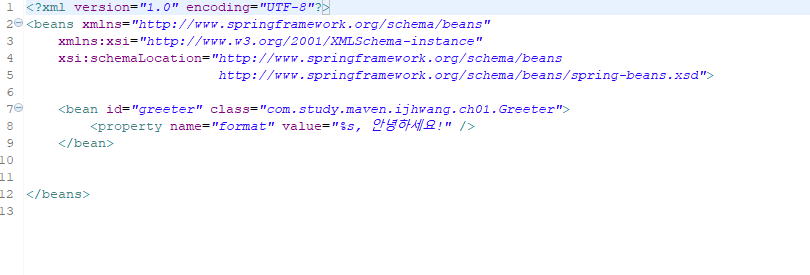 1 <?xml version="1.0" encoding="UTF-8"?>
2 <beans xmlns="http://www.springframework.org/schema/beans"
3 xmlns:xsi="http://www.w3.org/2001/XMLSchema-instance"
4 xsi:schemaLocation="http://www.springframework.org/schema/beans
5 http://www.springframework.org/schema/beans/spring-beans.xsd">
6
7 <bean id="greeter" class="com.study.maven.ijhwang.ch01.Greeter">
8 <property name="format" value="%s, 안녕하세요!" />
9 </bean>
10
11
12 </beans>
13